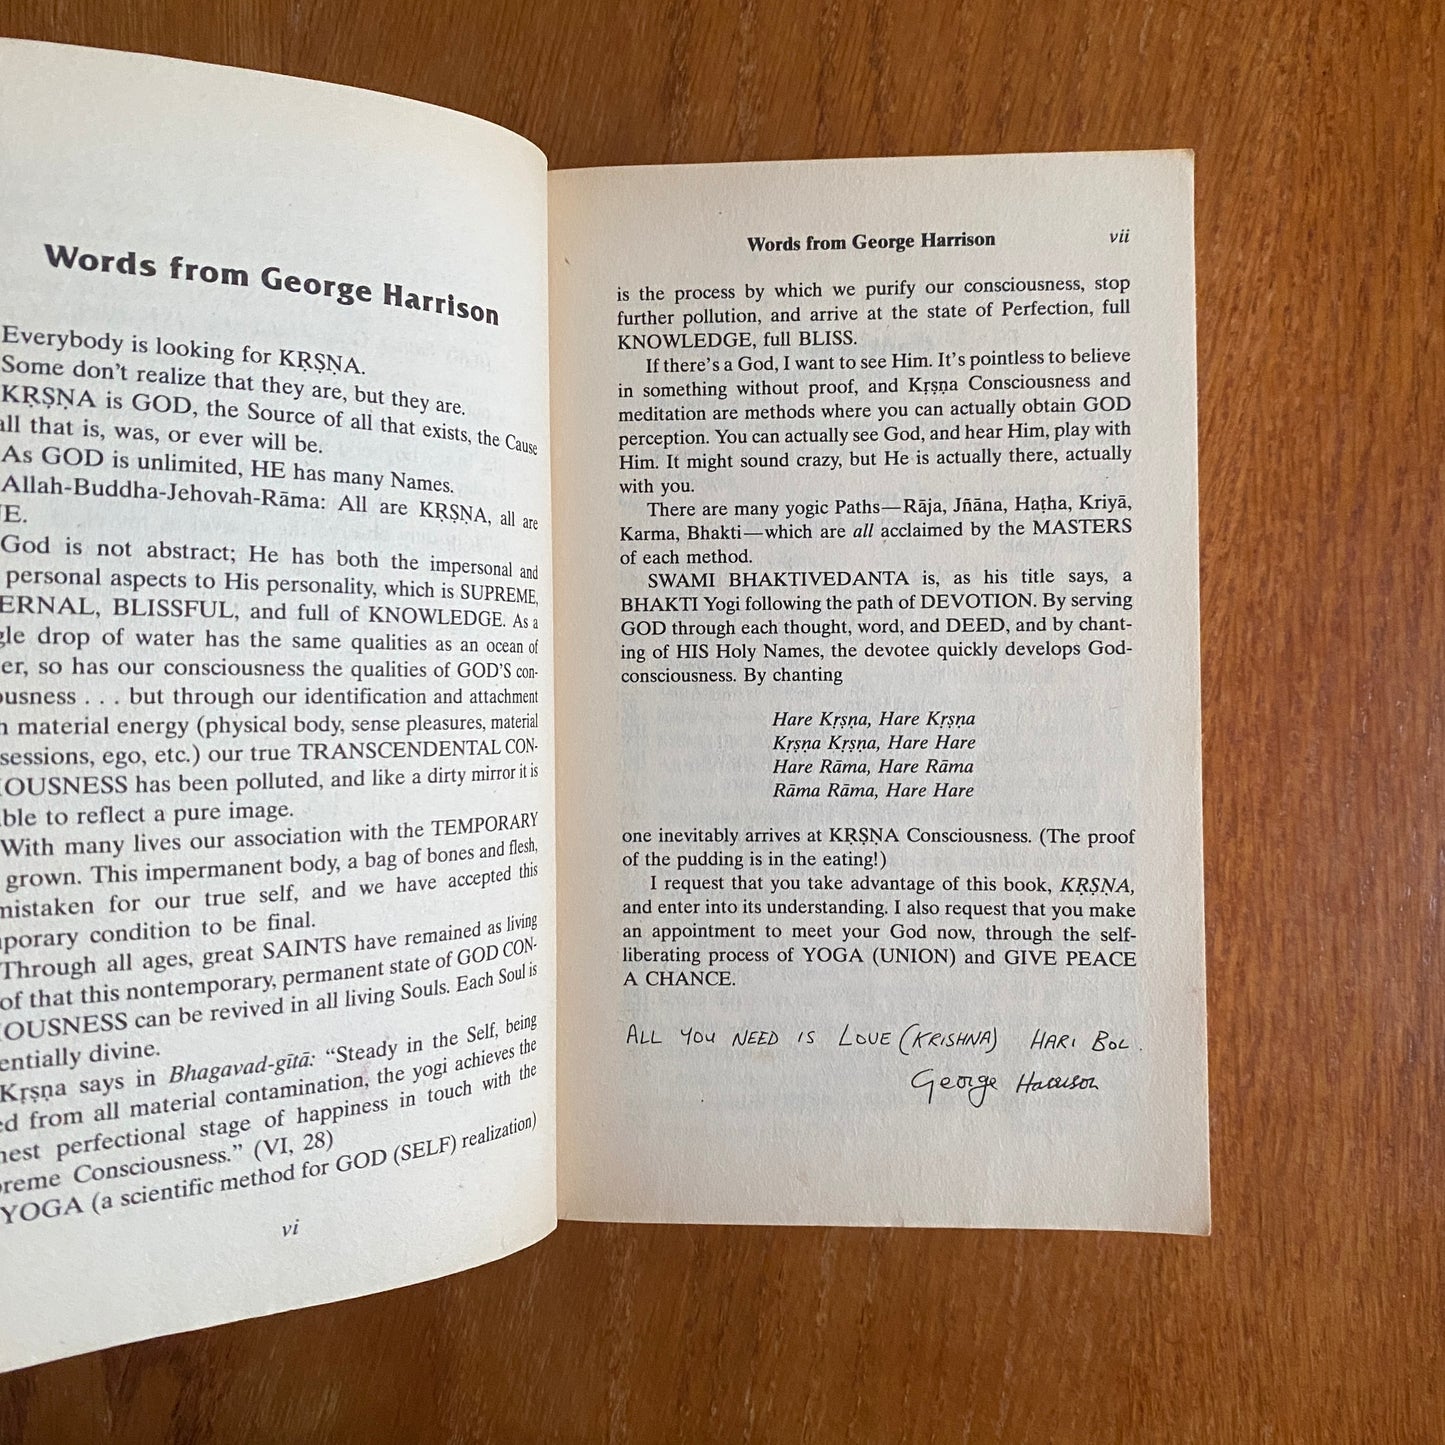 Words from George Harrison
Everybody is looking for KṚṢṆA.
Some don't realize that they are, but they are.
KṚṢṆA is GOD, the Source of all that exists, the Cause
all that is, was, or ever will be.
As GOD is unlimited, HE has many Names.
Allah-Buddha-Jehovah-Rāma: All are KṚṢṆA, all are
God is not abstract; He has both the impersonal and
personal aspects to His personality, which is SUPREME,
ERNAL, BLISSFUL, and full of KNOWLEDGE. As a
gle drop of water has the same qualities as an ocean of
er, so has our consciousness the qualities of GOD'S con-
ousness . . . but through our identification and attachment
h material energy (physical body, sense pleasures, material
sessions, ego, etc.) our true TRANSCENDENTAL CON-
IOUSNESS has been polluted, and like a dirty mirror it is
ble to reflect a pure image.
With many lives our association with the TEMPORARY
grown. This impermanent body, a bag of bones and flesh,
mistaken for our true self, and we have accepted this
porary condition to be final.
Through all ages, great SAINTS have remained as living
of that this nontemporary, permanent state of GOD CON-
IOUSNESS can be revived in all living Souls. Each Soul is
entially divine.
Kṛṣṇa says in Bhagavad-gītā: "Steady in the Self, being
ed from all material contamination, the yogi achieves the
hest perfectional stage of happiness in touch with the
preme Consciousness." (VI, 28)
YOGA (a scientific method for GOD (SELF) realization)
vi
Words from George Harrison vii
is the process by which we purify our consciousness, stop
further pollution, and arrive at the state of Perfection, full
KNOWLEDGE, full BLISS.
If there's a God, I want to see Him. It's pointless to believe
in something without proof, and Kṛṣṇa Consciousness and
meditation are methods where you can actually obtain GOD
perception. You can actually see God, and hear Him, play with
Him. It might sound crazy, but He is actually there, actually
with you.
There are many yogic Paths—Rāja, Jñāna, Haṭha, Kriyā,
Karma, Bhakti—which are all acclaimed by the MASTERS
of each method.
SWAMI BHAKTIVEDANTA is, as his title says, a
BHAKTI Yogi following the path of DEVOTION. By serving
GOD through each thought, word, and DEED, and by chant-
ing of HIS Holy Names, the devotee quickly develops God-
consciousness. By chanting
Hare Kṛṣṇa, Hare Kṛṣṇa
Kṛṣṇa Kṛṣṇa, Hare Hare
Hare Rāma, Hare Rāma
Rāma Rāma, Hare Hare
one inevitably arrives at KṚṢṆA Consciousness. (The proof
of the pudding is in the eating!)
I request that you take advantage of this book, KṚṢṆA,
and enter into its understanding. I also request that you make
an appointment to meet your God now, through the self-
liberating process of YOGA (UNION) and GIVE PEACE
A CHANCE.
ALL YOU NEED IS LOVE (KRISHNA) HARI BOL.
George Harrison